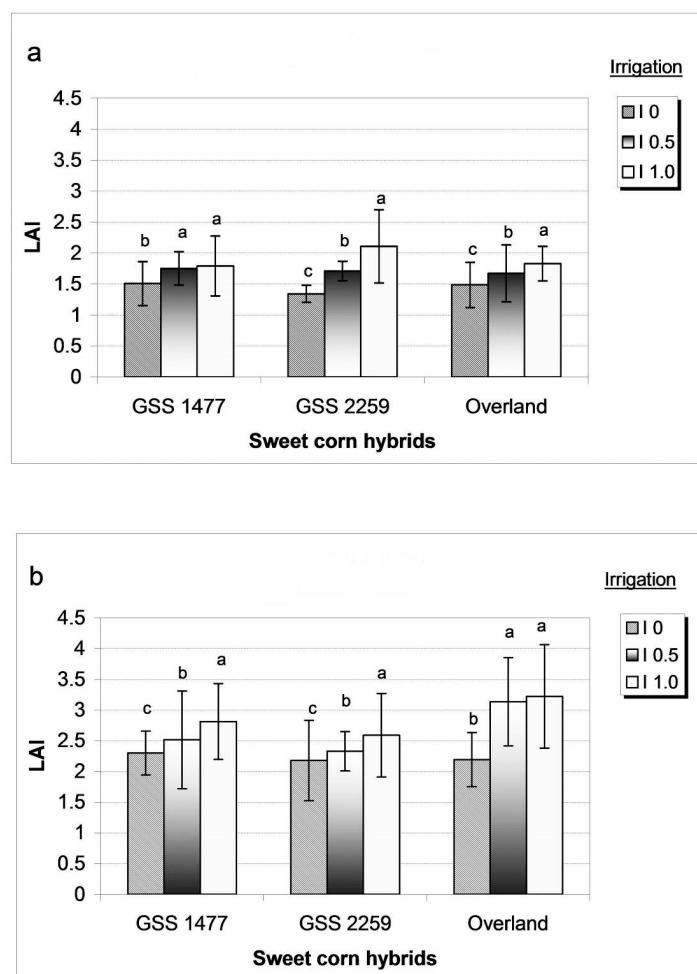 a
Irrigation
4.5
4
3.5
3
2.5
2
1.5
1
0.5
0
LAI
b a a
c b a
c b a
I 0
I 0.5
I 1.0
GSS 1477 GSS 2259 Overland
Sweet corn hybrids
b
Irrigation
4.5
4
3.5
3
2.5
2
1.5
1
0.5
0
LAI
c b a
c b a
b a a
I 0
I 0.5
I 1.0
GSS 1477 GSS 2259 Overland
Sweet corn hybrids